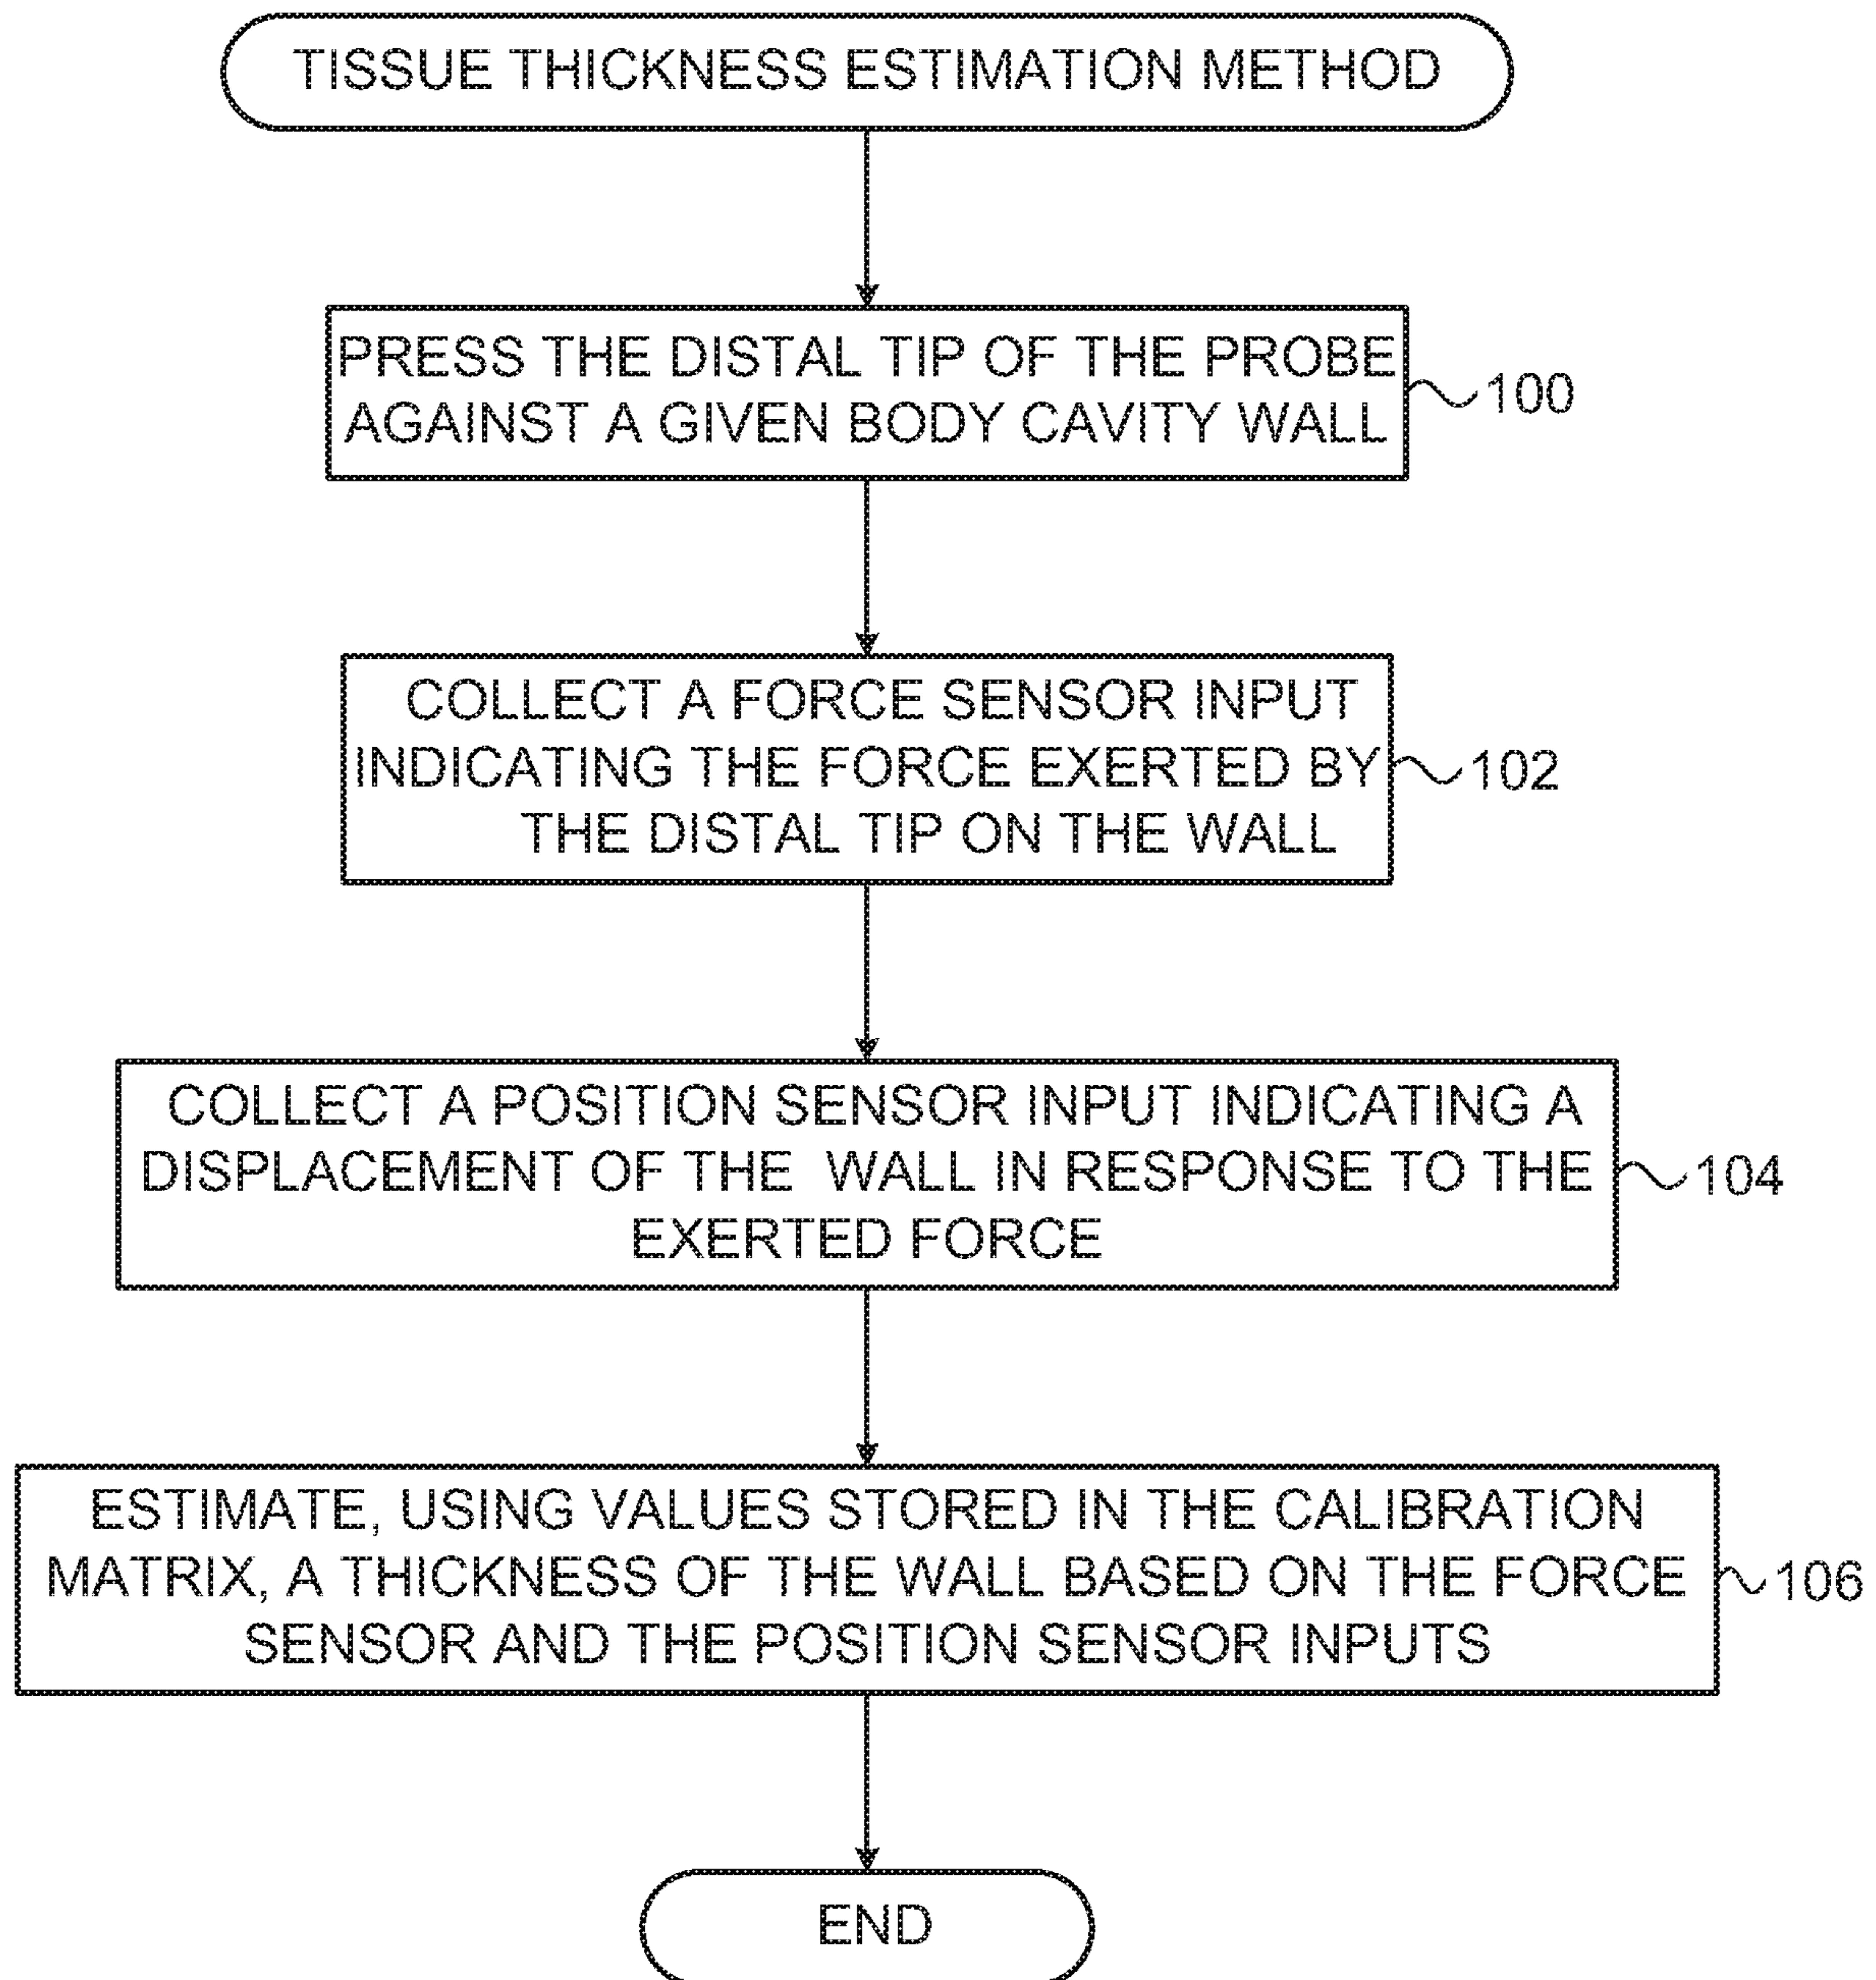 TISSUE THICKNESS ESTIMATION METHOD
PRESS THE DISTAL TIP OF THE PROBE
AGAINST A GIVEN BODY CAVITY WALL
100
COLLECT A FORCE SENSOR INPUT
INDICATING THE FORCE EXERTED BY
THE DISTAL TIP ON THE WALL
102
COLLECT A POSITION SENSOR INPUT INDICATING A
DISPLACEMENT OF THE WALL IN RESPONSE TO THE
EXERTED FORCE
104
ESTIMATE, USING VALUES STORED IN THE CALIBRATION
MATRIX, A THICKNESS OF THE WALL BASED ON THE FORCE
SENSOR AND THE POSITION SENSOR INPUTS
106
END